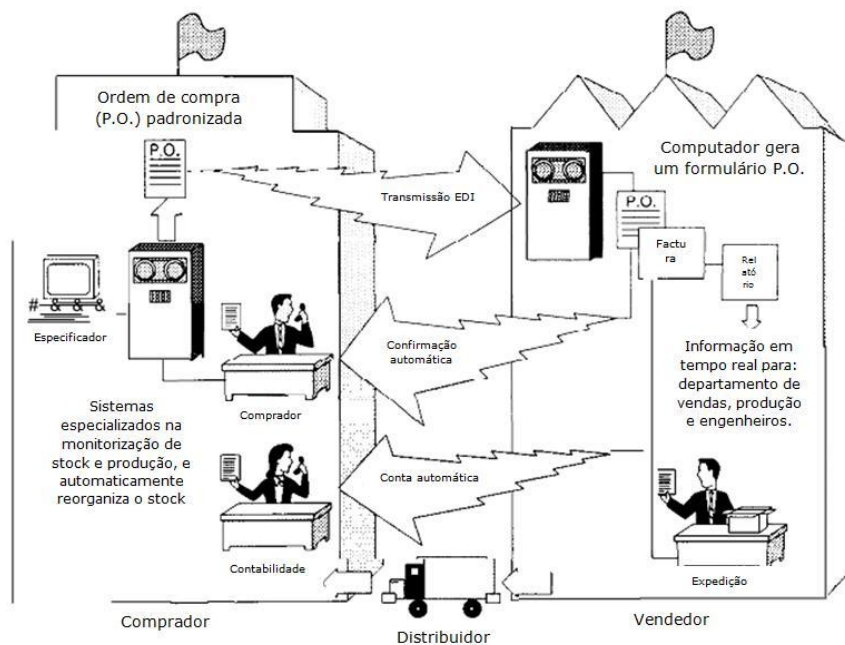 Ordem de compra
(P.O.) padronizada
P.O.
Especificador
Comprador
Sistemas
especializados na
monitorização de
stock e produção, e
automaticamente
reorganiza o stock
Contabilidade
Comprador
Transmissão EDI
Confirmação
automática
Conta automática
Distribuidor
Computador gera
um formulário P.O.
P.O.
Factu
ra
Rel
atório
Informação em
tempo real para:
departamento de
vendas, produção
e engenheiros.
Expedição
Vendedor
# & & &